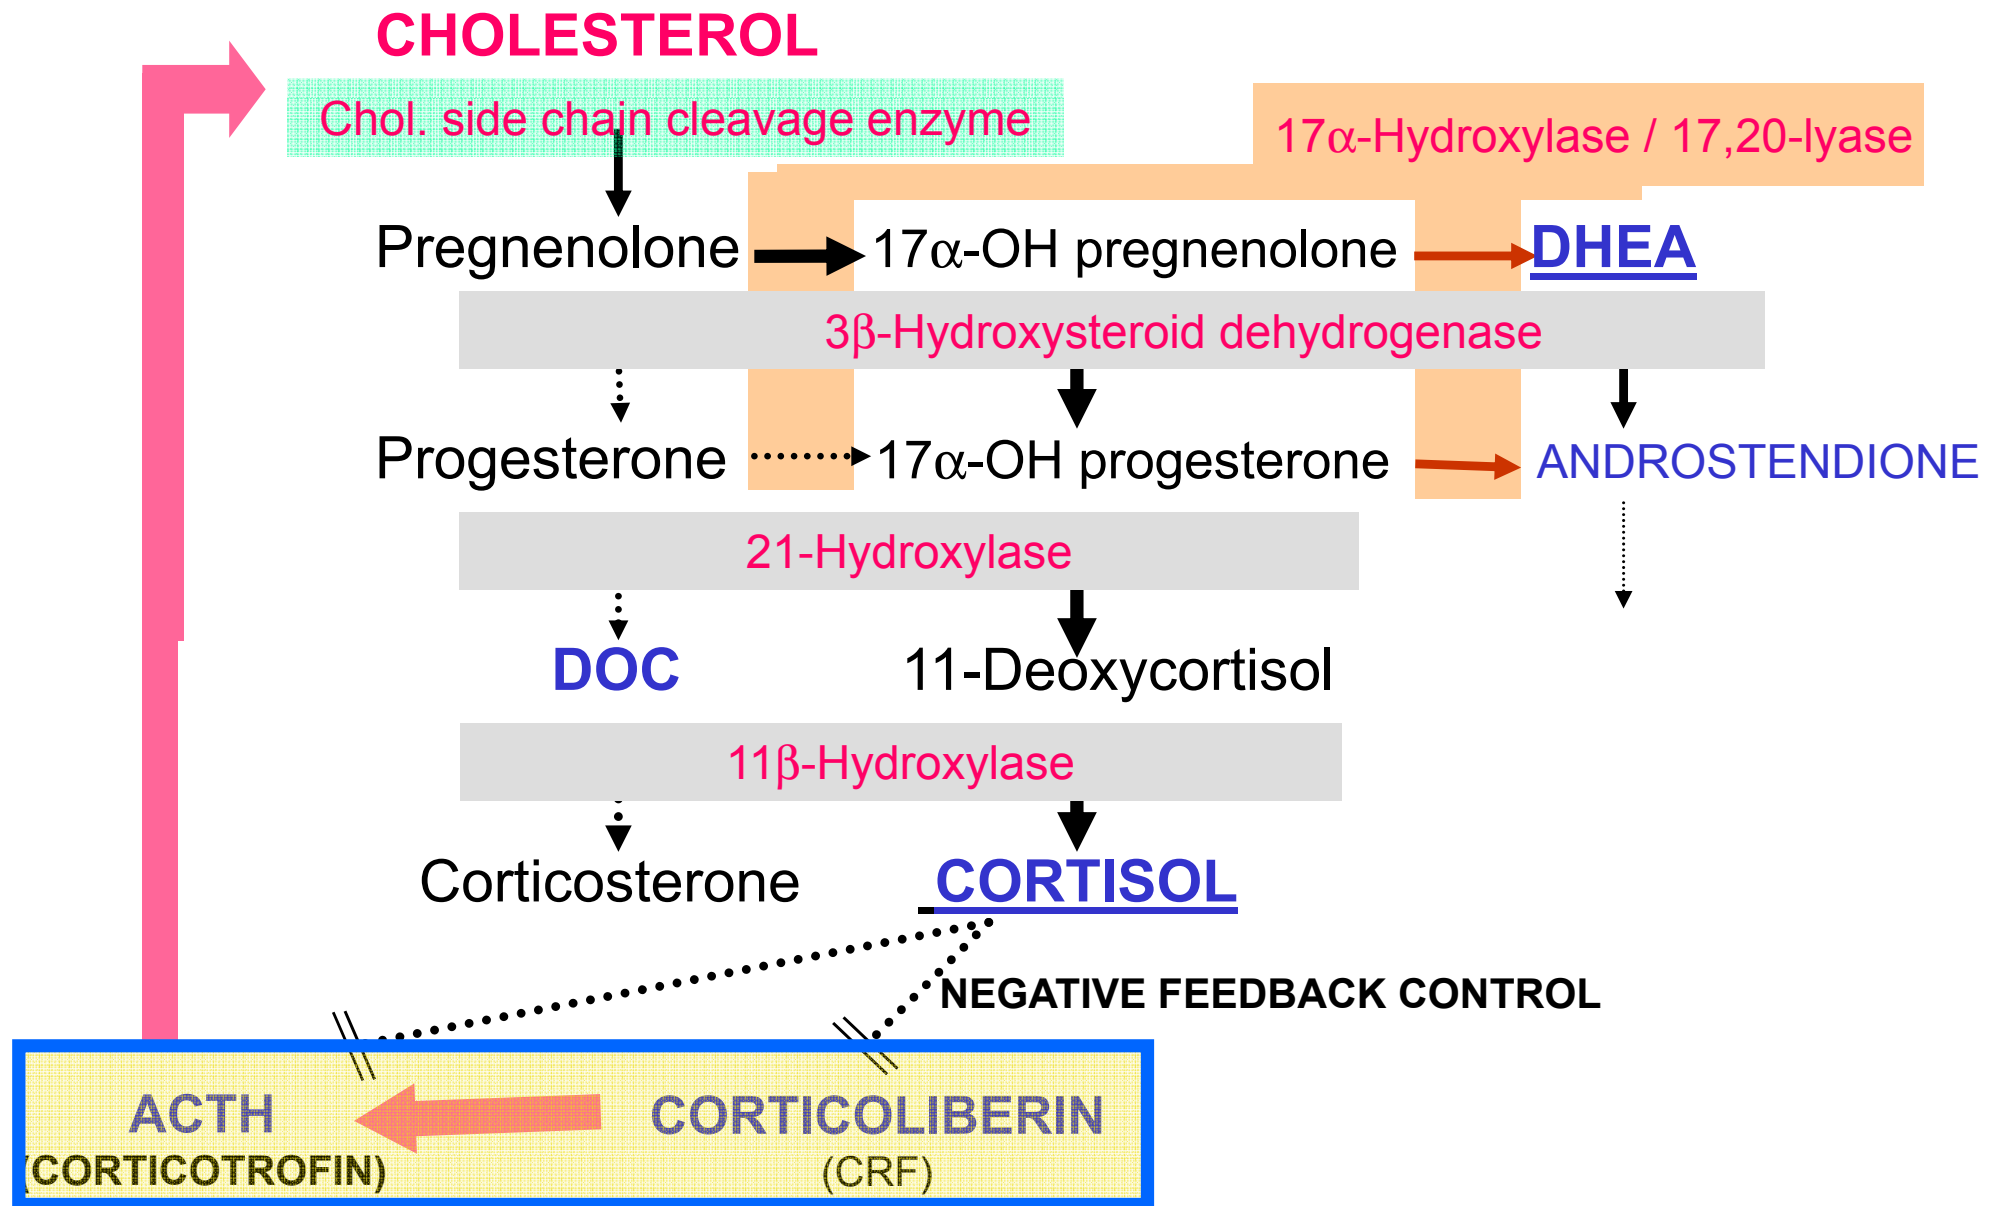 CHOLESTEROL
Chol. side chain cleavage enzyme
17α-Hydroxylase / 17,20-lyase
Pregnenolone
17α-OH pregnenolone
DHEA
3β-Hydroxysteroid dehydrogenase
Progesterone
17α-OH progesterone
ANDROSTENDIONE
21-Hydroxylase
DOC
11-Deoxycortisol
11β-Hydroxylase
Corticosterone
CORTISOL
NEGATIVE FEEDBACK CONTROL
ACTH
CORTICOLIBERIN
(CORTICOTROFIN)
(CRF)